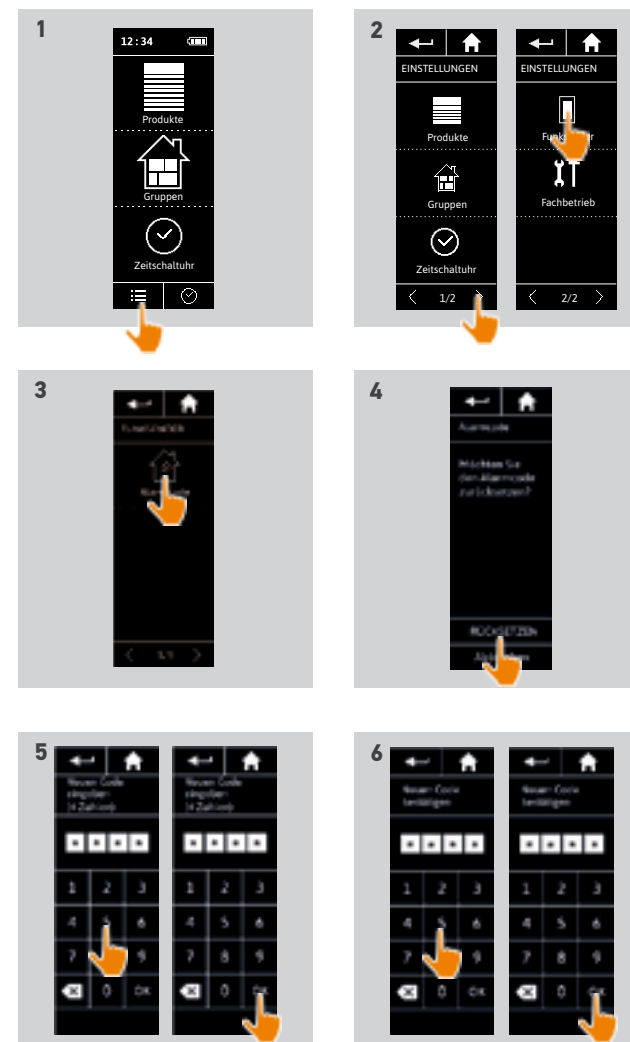 1
12:34
Produkte
Gruppen
Zeitschaltuhr
2
EINSTELLUNGEN
Produkte
Gruppen
Zeitschaltuhr
1/2
EINSTELLUNGEN
Fachbetrieb
2/2
3
1/1
4
Alarmcode
Möchten Sie
den Alarmcode
zurücksetzen?
RÜCKSETZEN
5
Neuen Code
eingeben
(4 Zahlen)
1 2 3
4 5 6
7 9
0 OK
Neuen Code
eingeben
(4 Zahlen)
1 2 3
4 5 6
7 8 9
0 OK
6
Neuen Code
bestätigen
1 2 3
4 5 6
7 9
0 OK
Neuen Code
bestätigen
1 2 3
4 5 6
7 8 9
0 OK